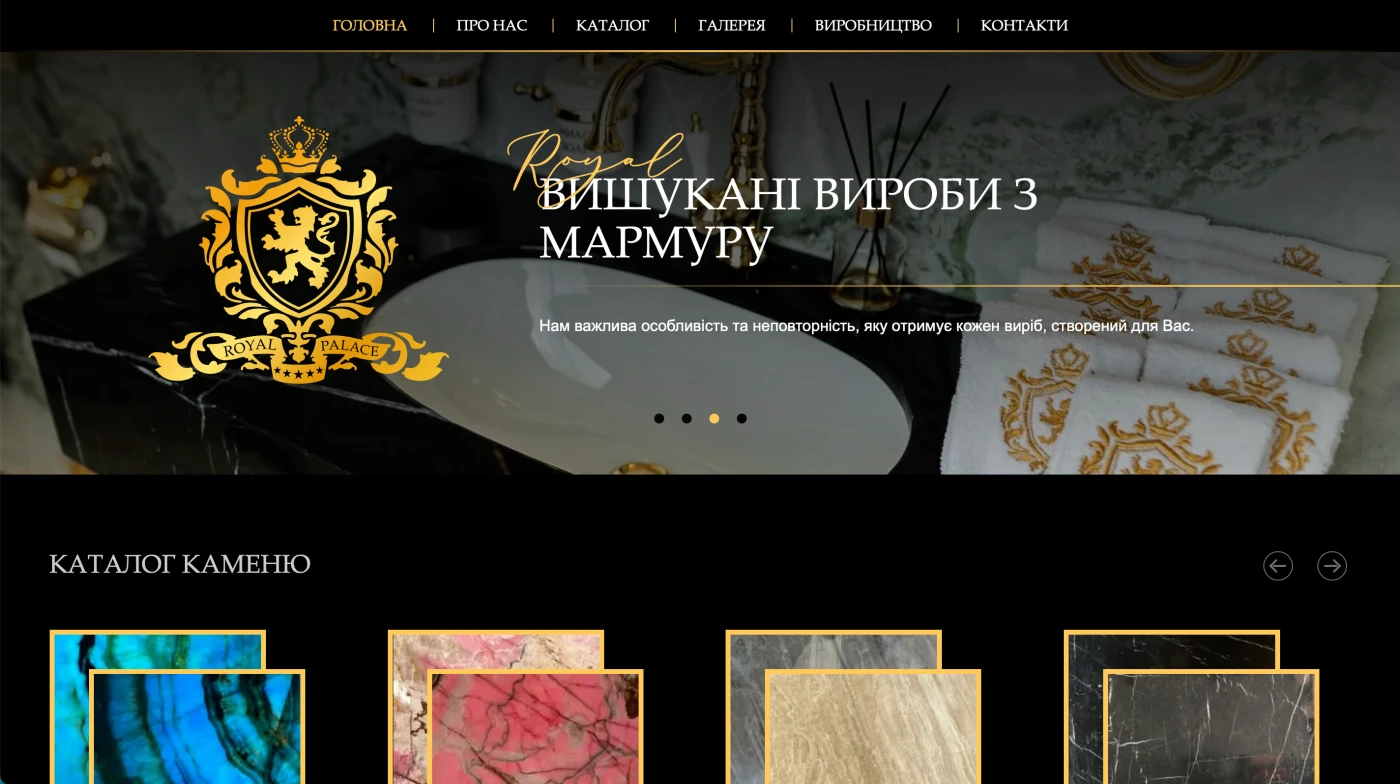 ГОЛОВНА
ПРО НАС
КАТАЛОГ
ГАЛЕРЕЯ
ВИРОБНИЦТВО
КОНТАКТИ
Royal
ВИШУКАНІ ВИРОБИ З
МАРМУРУ
ROYAL PALACE
Нам важлива особливість та неповторність, яку отримує кожен виріб, створений для Вас.
КАТАЛОГ КАМЕНЮ